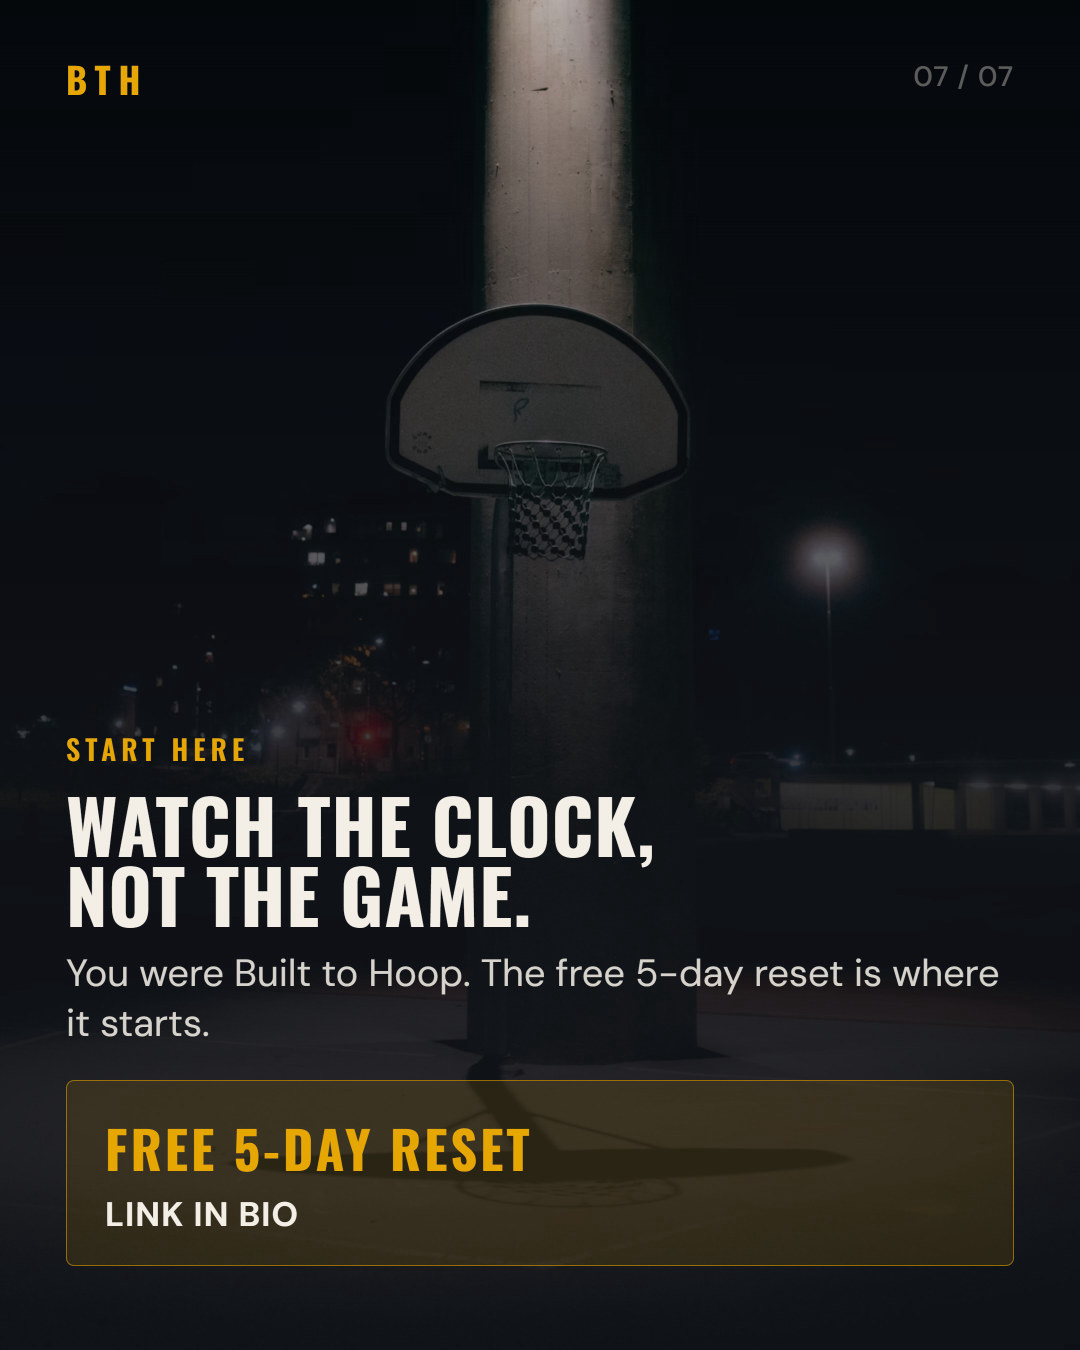 BTH
07 / 07
START HERE
WATCH THE CLOCK,
NOT THE GAME.
You were Built to Hoop. The free 5-day reset is where
it starts.
FREE 5-DAY RESET
LINK IN BIO